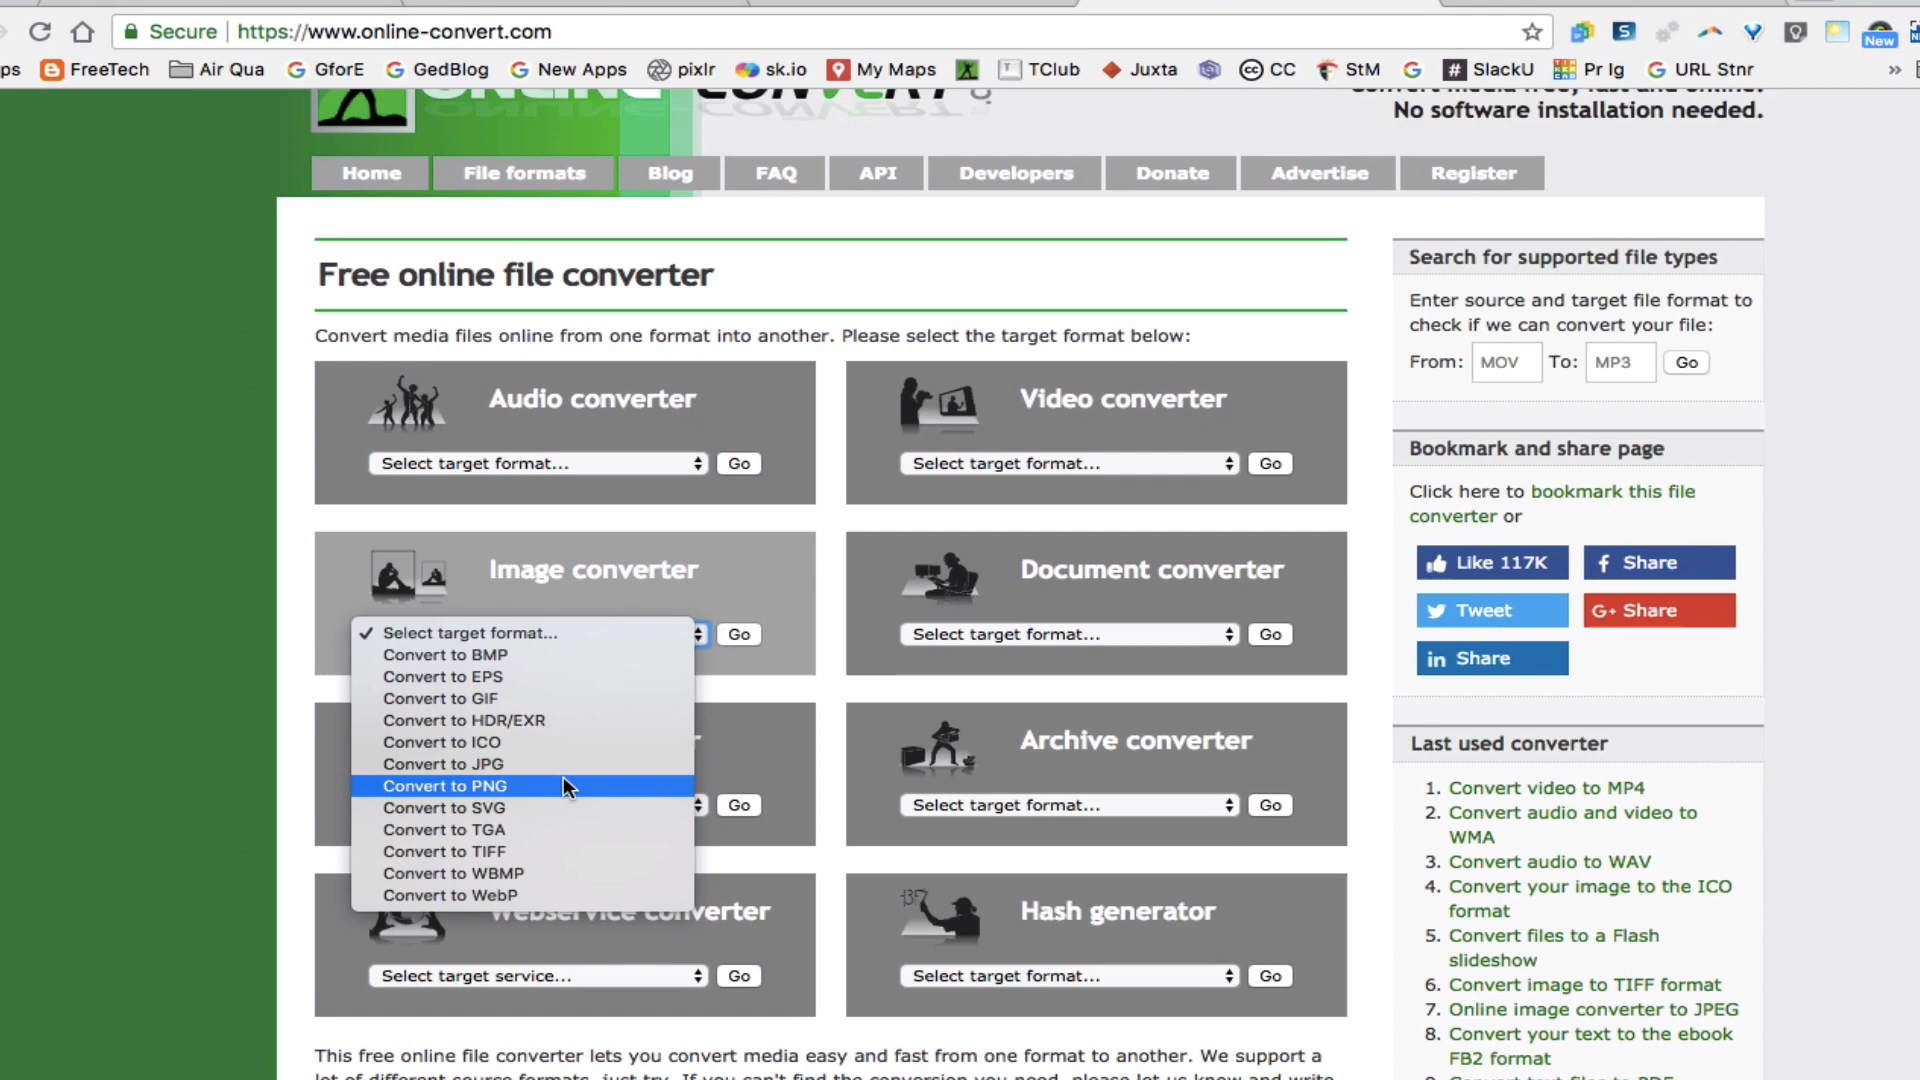 Secure | https://www.online-convert.com
New
ps FreeTech Air Qua GforE GedBlog New Apps pixlr sk.io My Maps TClub Juxta CC StM SlackU Pr Ig URL Stnr »
No software installation needed.
Home File formats Blog FAQ API Developers Donate Advertise Register
Free online file converter
Convert media files online from one format into another. Please select the target format below:
Audio converter
Select target format... Go
Video converter
Select target format... Go
Image converter
Go
Document converter
Select target format... Go
✓ Select target format...
Convert to BMP
Convert to EPS
Convert to GIF
Convert to HDR/EXR
Convert to ICO
Convert to JPG
Convert to PNG
Convert to SVG
Convert to TGA
Convert to TIFF
Convert to WBMP
Convert to WebP
Go
Archive converter
Select target format... Go
Webservice converter
Select target service... Go
Hash generator
Select target format... Go
This free online file converter lets you convert media easy and fast from one format to another. We support a
Search for supported file types
Enter source and target file format to
check if we can convert your file:
From: MOV To: MP3 Go
Bookmark and share page
Click here to bookmark this file
converter or
Like 117K
Share
Tweet
G+ Share
in Share
Last used converter
1. Convert video to MP4
2. Convert audio and video to
WMA
3. Convert audio to WAV
4. Convert your image to the ICO
format
5. Convert files to a Flash
slideshow
6. Convert image to TIFF format
7. Online image converter to JPEG
8. Convert your text to the ebook
FB2 format